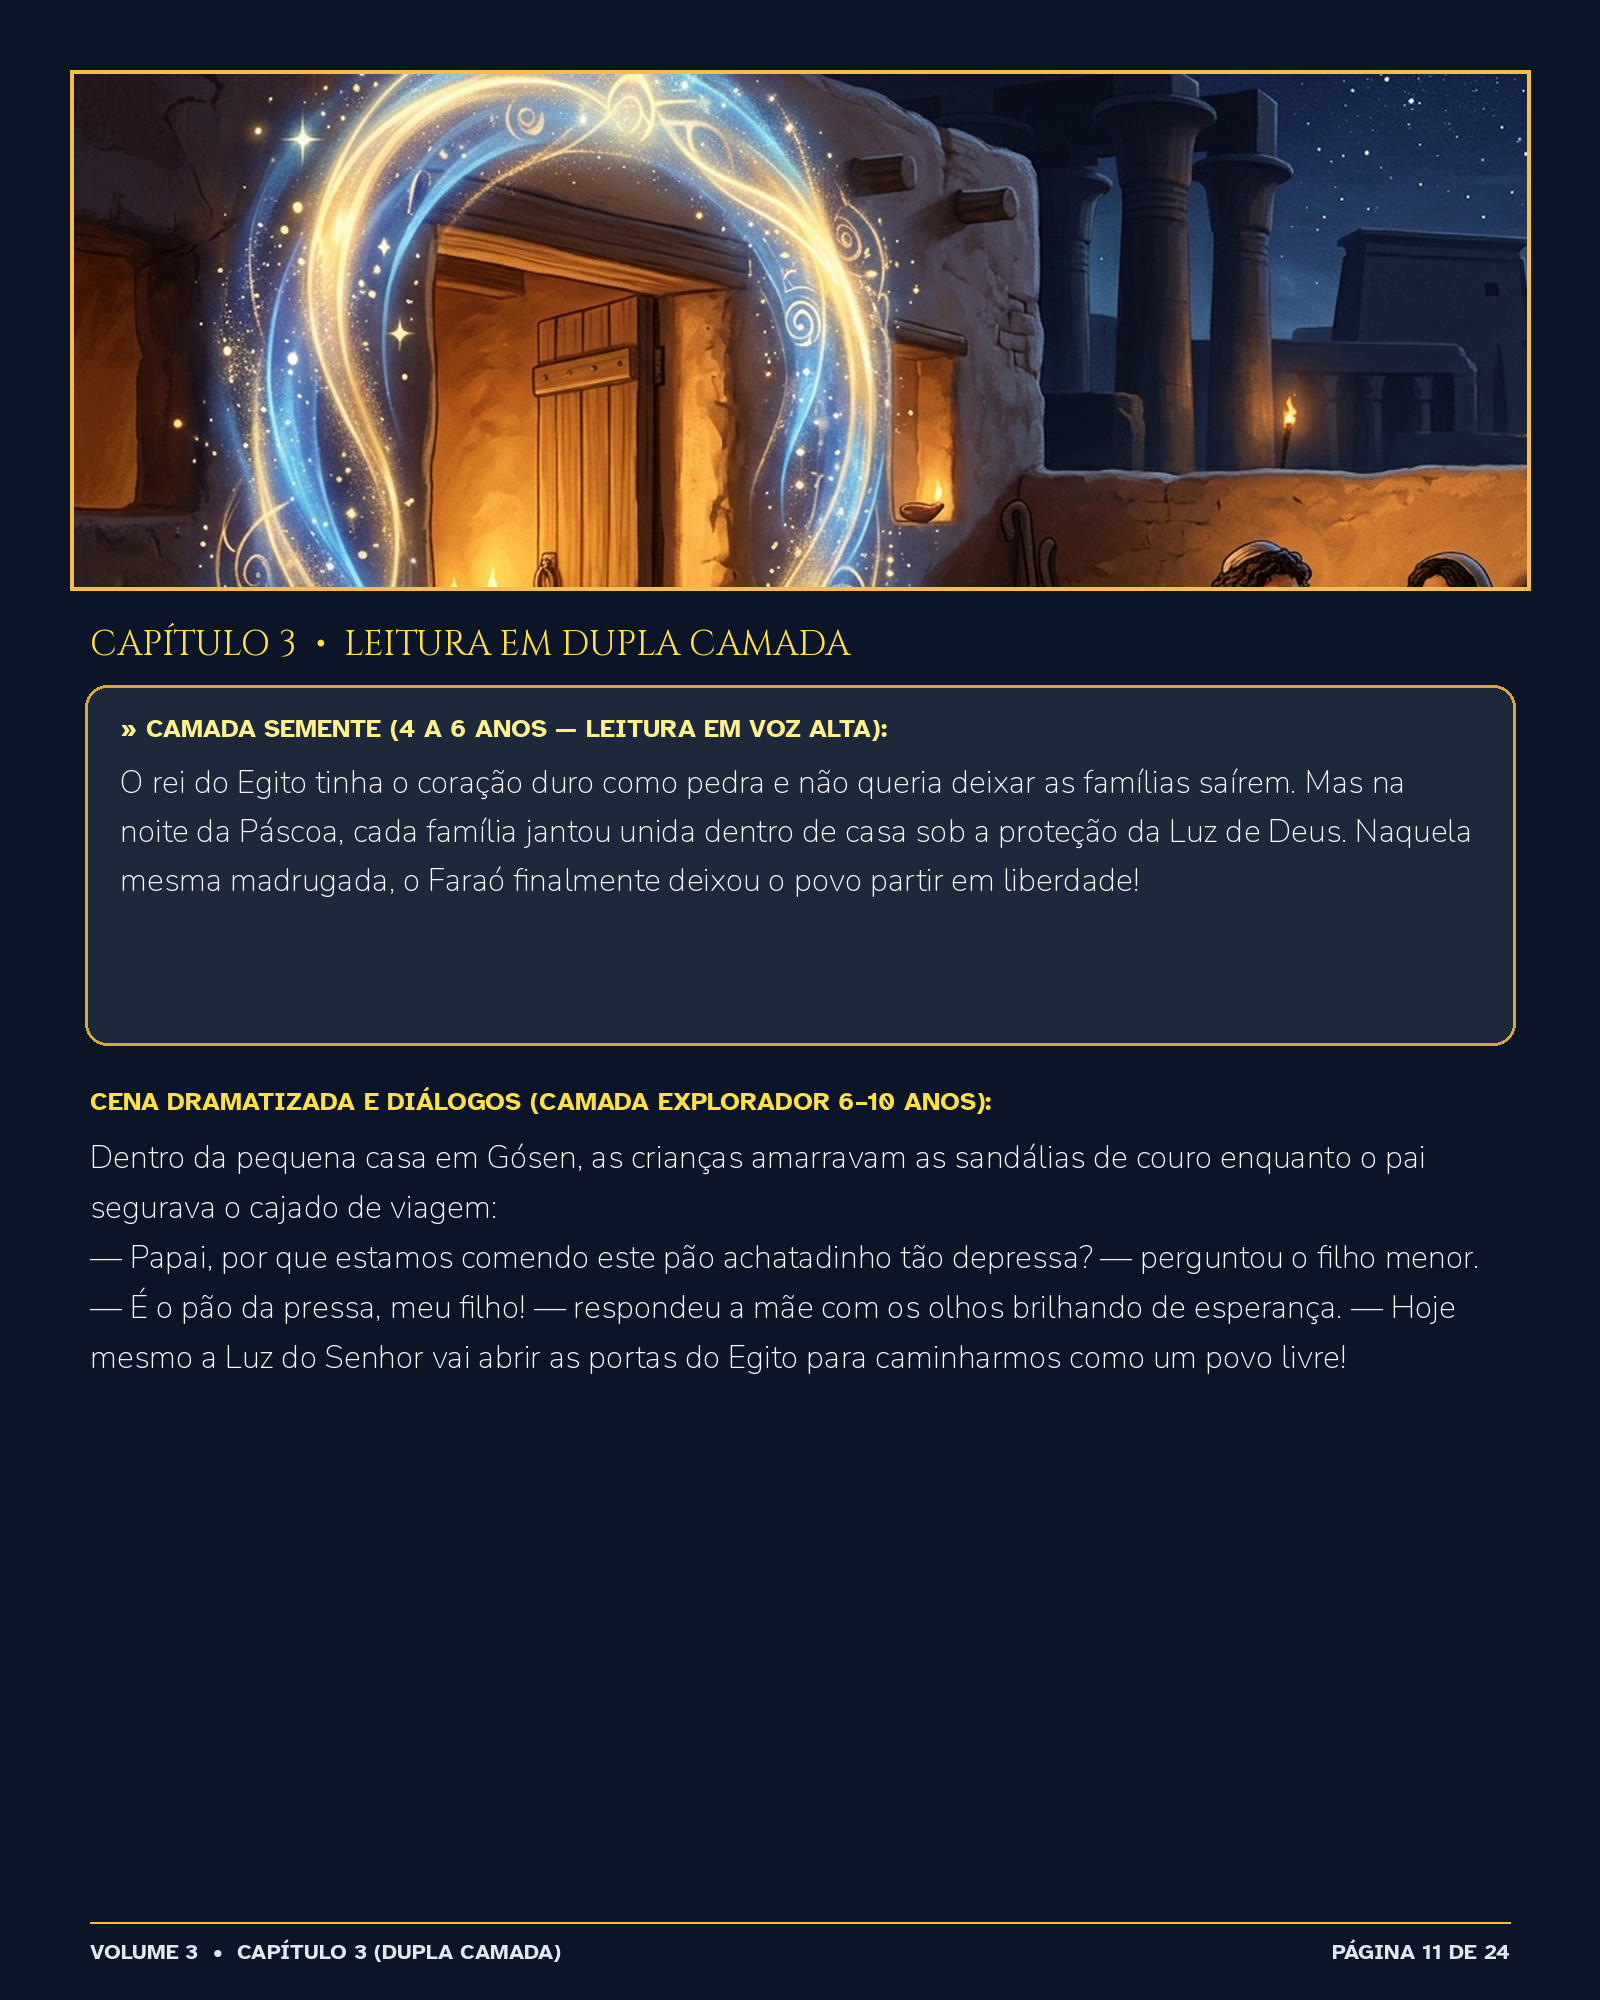 CAPÍTULO 3 • LEITURA EM DUPLA CAMADA
» CAMADA SEMENTE (4 A 6 ANOS — LEITURA EM VOZ ALTA):
O rei do Egito tinha o coração duro como pedra e não queria deixar as famílias saírem. Mas na
noite da Páscoa, cada família jantou unida dentro de casa sob a proteção da Luz de Deus. Naquela
mesma madrugada, o Faraó finalmente deixou o povo partir em liberdade!
CENA DRAMATIZADA E DIÁLOGOS (CAMADA EXPLORADOR 6–10 ANOS):
Dentro da pequena casa em Gósen, as crianças amarravam as sandálias de couro enquanto o pai
segurava o cajado de viagem:
— Papai, por que estamos comendo este pão achatadinho tão depressa? — perguntou o filho menor.
— É o pão da pressa, meu filho! — respondeu a mãe com os olhos brilhando de esperança. — Hoje
mesmo a Luz do Senhor vai abrir as portas do Egito para caminharmos como um povo livre!
VOLUME 3 • CAPÍTULO 3 (DUPLA CAMADA)
PÁGINA 11 DE 24